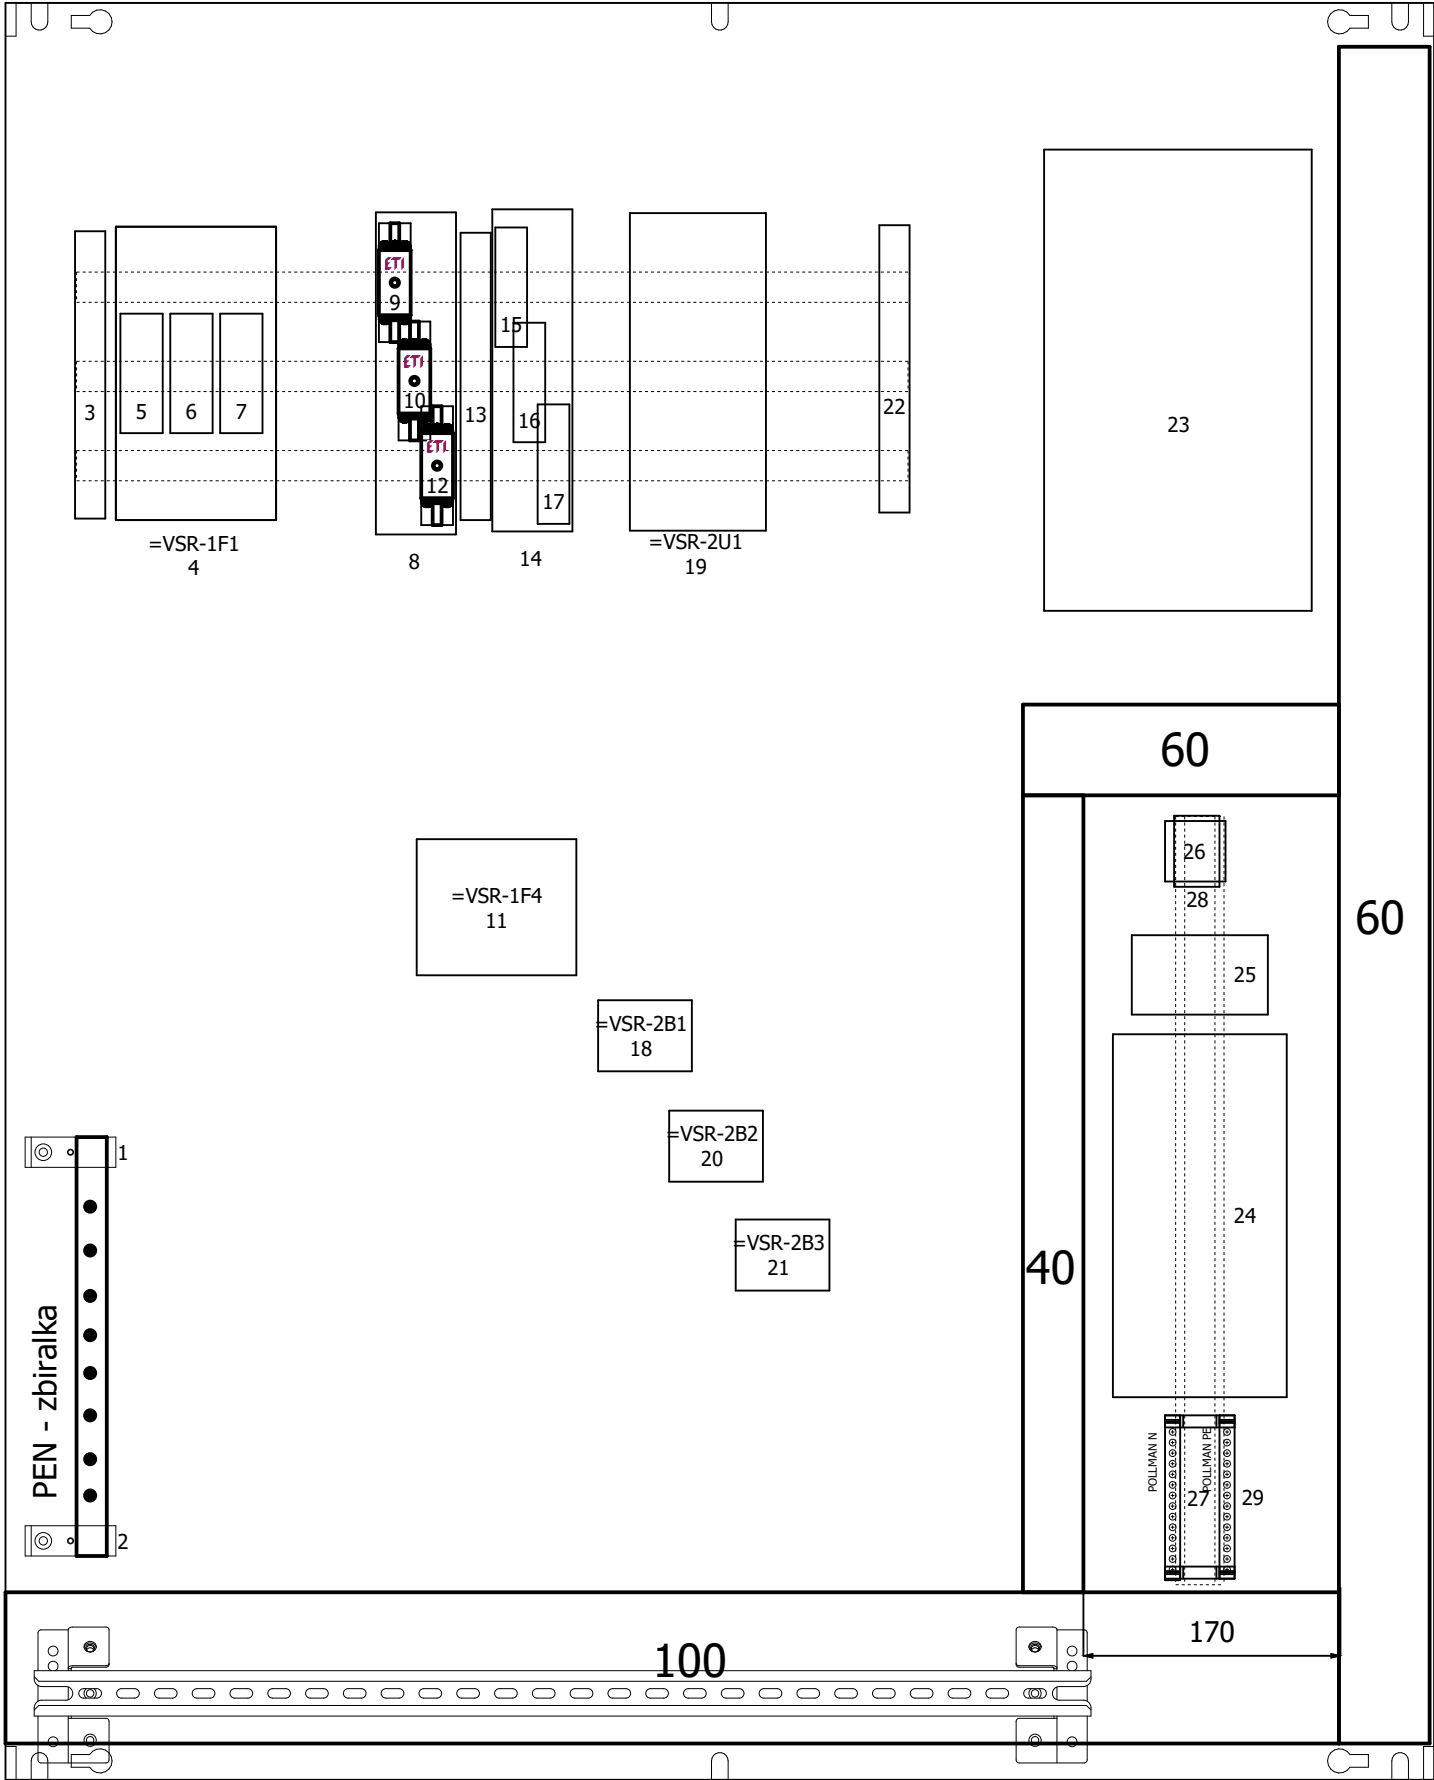 ETI
9
ETI
10
ETI
12
15
16
17
3
5
6
7
13
22
23
=VSR-1F1
4
8
14
=VSR-2U1
19
60
26
28
=VSR-1F4
11
60
25
=VSR-2B1
18
=VSR-2B2
20
1
24
=VSR-2B3
21
40
PEN - zbiralka
POLLMAN N
POLLMAN PE
27
29
2
170
100